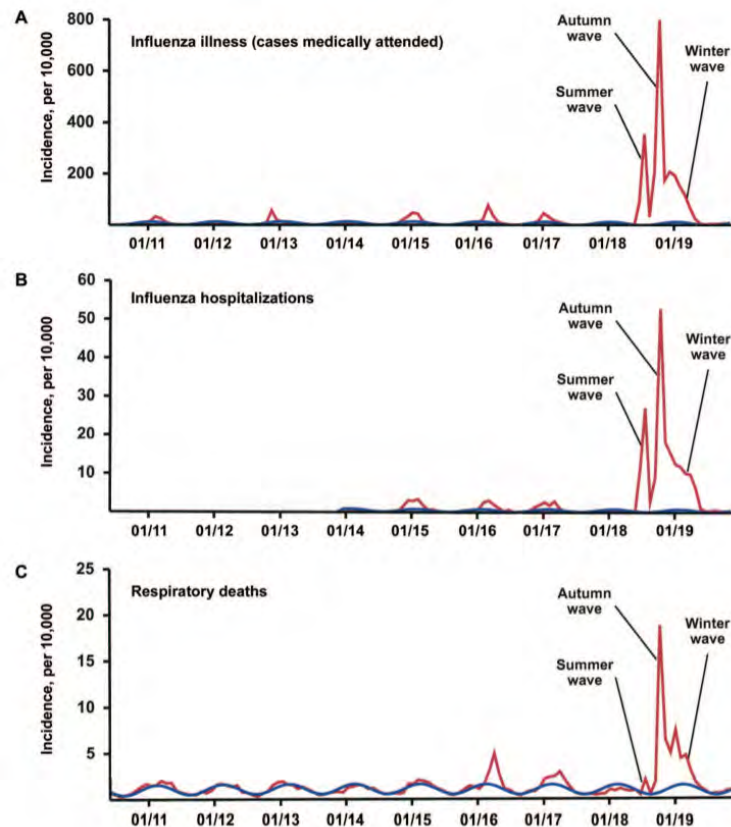 A
Influenza illness (cases medically attended)
Incidence, per 10,000
800
600
400
200
Autumn
wave
Winter
wave
Summer
wave
01/11 01/12 01/13 01/14 01/15 01/16 01/17 01/18 01/19
B
Influenza hospitalizations
Incidence, per 10,000
60
50
40
30
20
10
Autumn
wave
Winter
wave
Summer
wave
01/11 01/12 01/13 01/14 01/15 01/16 01/17 01/18 01/19
C
Respiratory deaths
Incidence, per 10,000
25
20
15
10
5
Autumn
wave
Winter
wave
Summer
wave
01/11 01/12 01/13 01/14 01/15 01/16 01/17 01/18 01/19